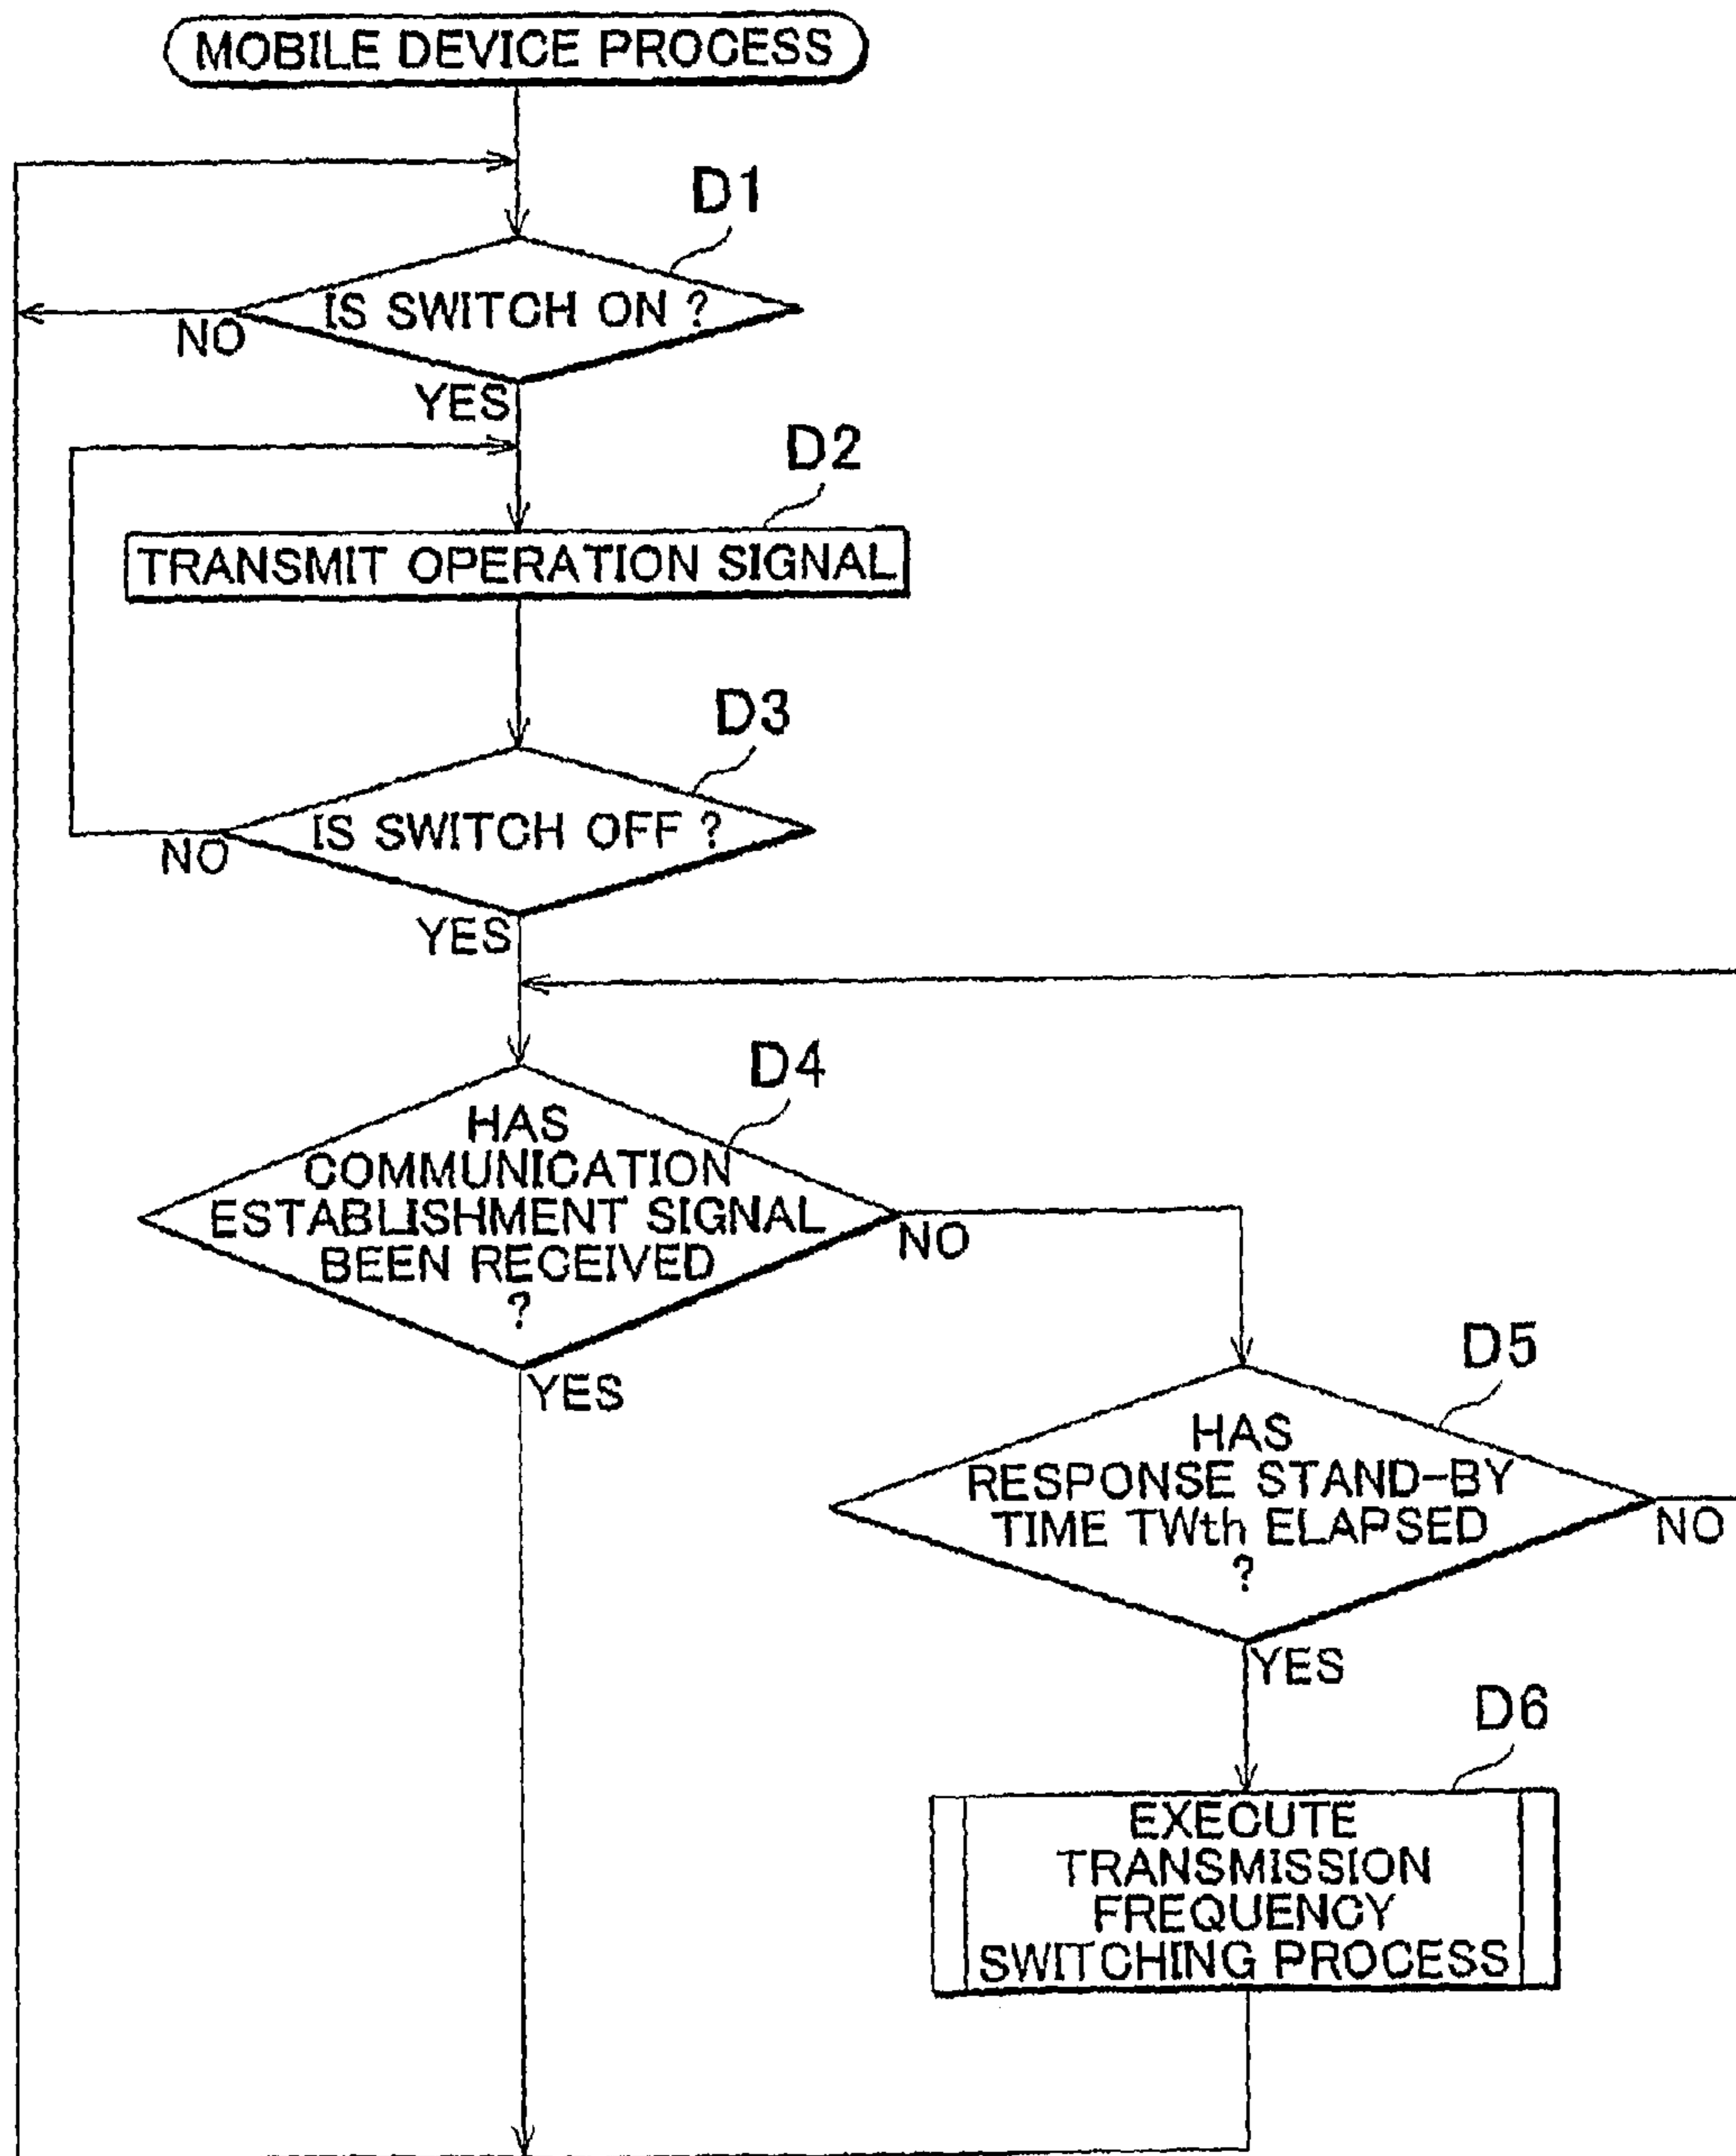 MOBILE DEVICE PROCESS
D1
IS SWITCH ON ?
NO
YES
D2
TRANSMIT OPERATION SIGNAL
D3
IS SWITCH OFF ?
NO
YES
D4
HAS
COMMUNICATION
ESTABLISHMENT SIGNAL
BEEN RECEIVED
?
NO
YES
D5
HAS
RESPONSE STAND-BY
TIME TWth ELAPSED
?
NO
YES
D6
EXECUTE
TRANSMISSION
FREQUENCY
SWITCHING PROCESS